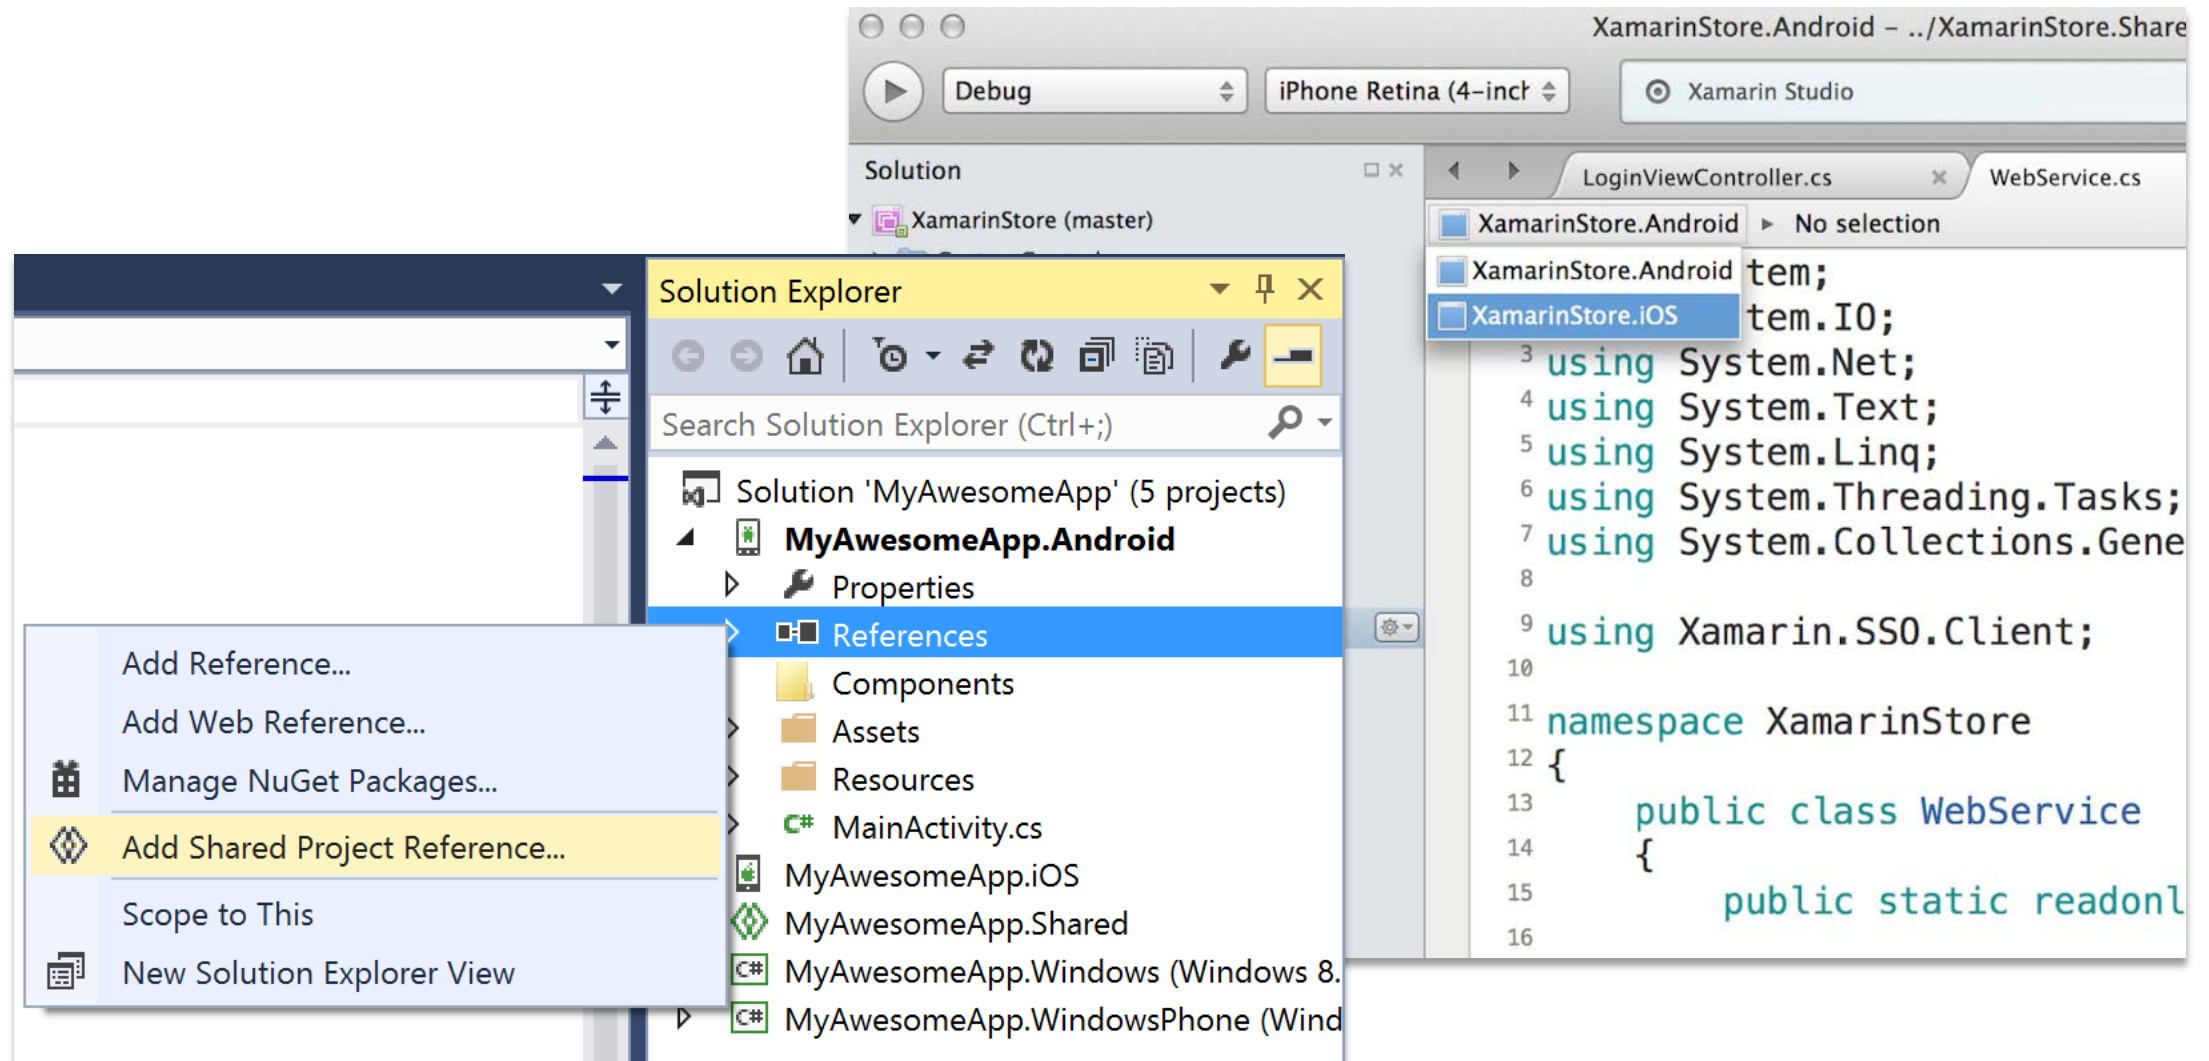 XamarinStore.Android – ../XamarinStore.Share
Debug
iPhone Retina (4-inch
Xamarin Studio
Solution
LoginViewController.cs
WebService.cs
XamarinStore (master)
XamarinStore.Android
No selection
XamarinStore.Android
XamarinStore.iOS
tem;
tem.IO;
3 using System.Net;
4 using System.Text;
5 using System.Linq;
6 using System.Threading.Tasks;
7 using System.Collections.Gene
8
9 using Xamarin.SSO.Client;
10
11 namespace XamarinStore
12 {
13 public class WebService
14 {
15 public static readonl
16
Solution Explorer
Search Solution Explorer (Ctrl+;)
Solution 'MyAwesomeApp' (5 projects)
MyAwesomeApp.Android
Properties
References
Components
Assets
Resources
C# MainActivity.cs
MyAwesomeApp.iOS
MyAwesomeApp.Shared
C# MyAwesomeApp.Windows (Windows 8.
C# MyAwesomeApp.WindowsPhone (Wind
Add Reference...
Add Web Reference...
Manage NuGet Packages...
Add Shared Project Reference...
Scope to This
New Solution Explorer View